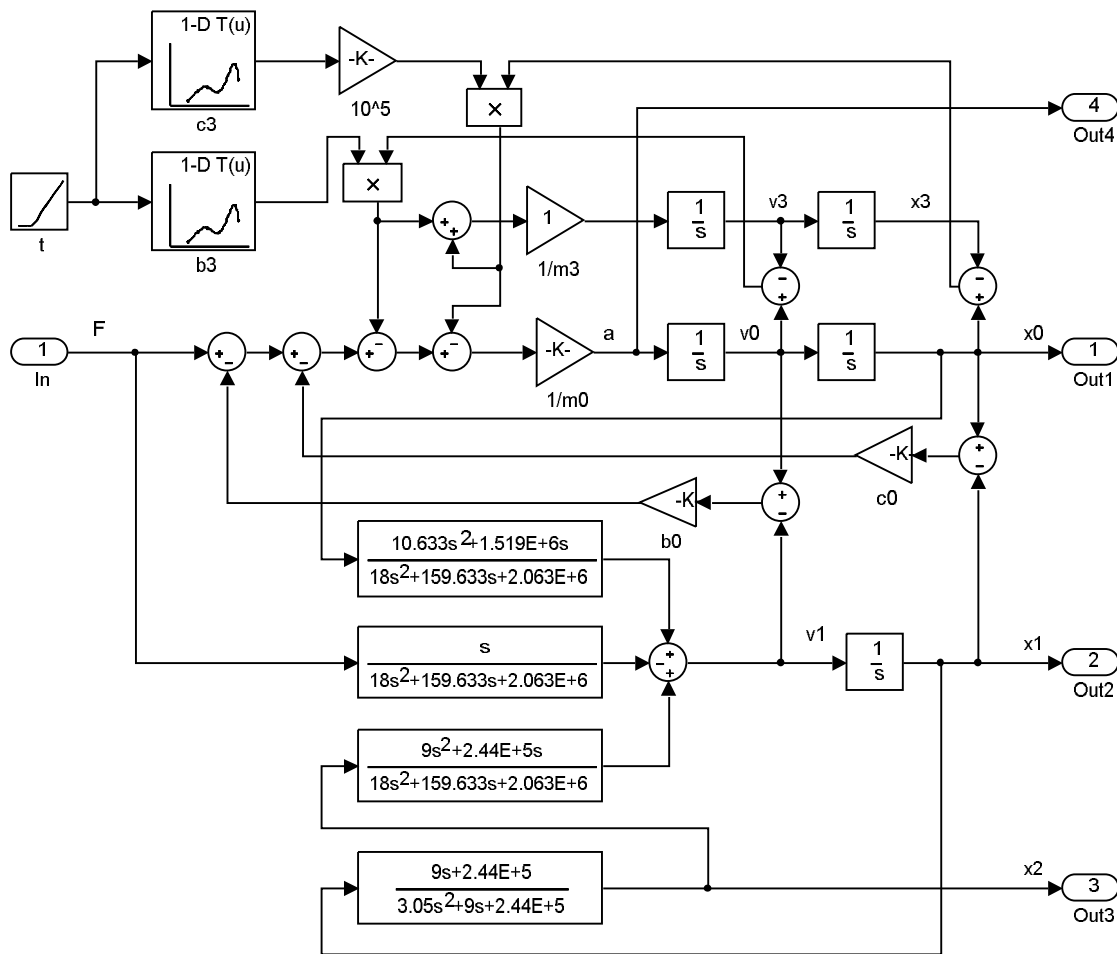 1-D T(u)
c3
-K-
10^5
×
4
Out4
t
1-D T(u)
b3
×
+
+
1
1/m3
1
s
v3
1
s
x3
-
+
-
+
F
1
In
+
-
+
-
+
-
+
-
-K-
1/m0
a
1
s
v0
1
s
x0
1
Out1
-K
c0
+
-
-K
b0
+
-
10.633s²+1.519E+6s
18s²+159.633s+2.063E+6
s
18s²+159.633s+2.063E+6
+
-
+
v1
1
s
x1
2
Out2
9s²+2.44E+5s
18s²+159.633s+2.063E+6
9s+2.44E+5
3.05s²+9s+2.44E+5
x2
3
Out3